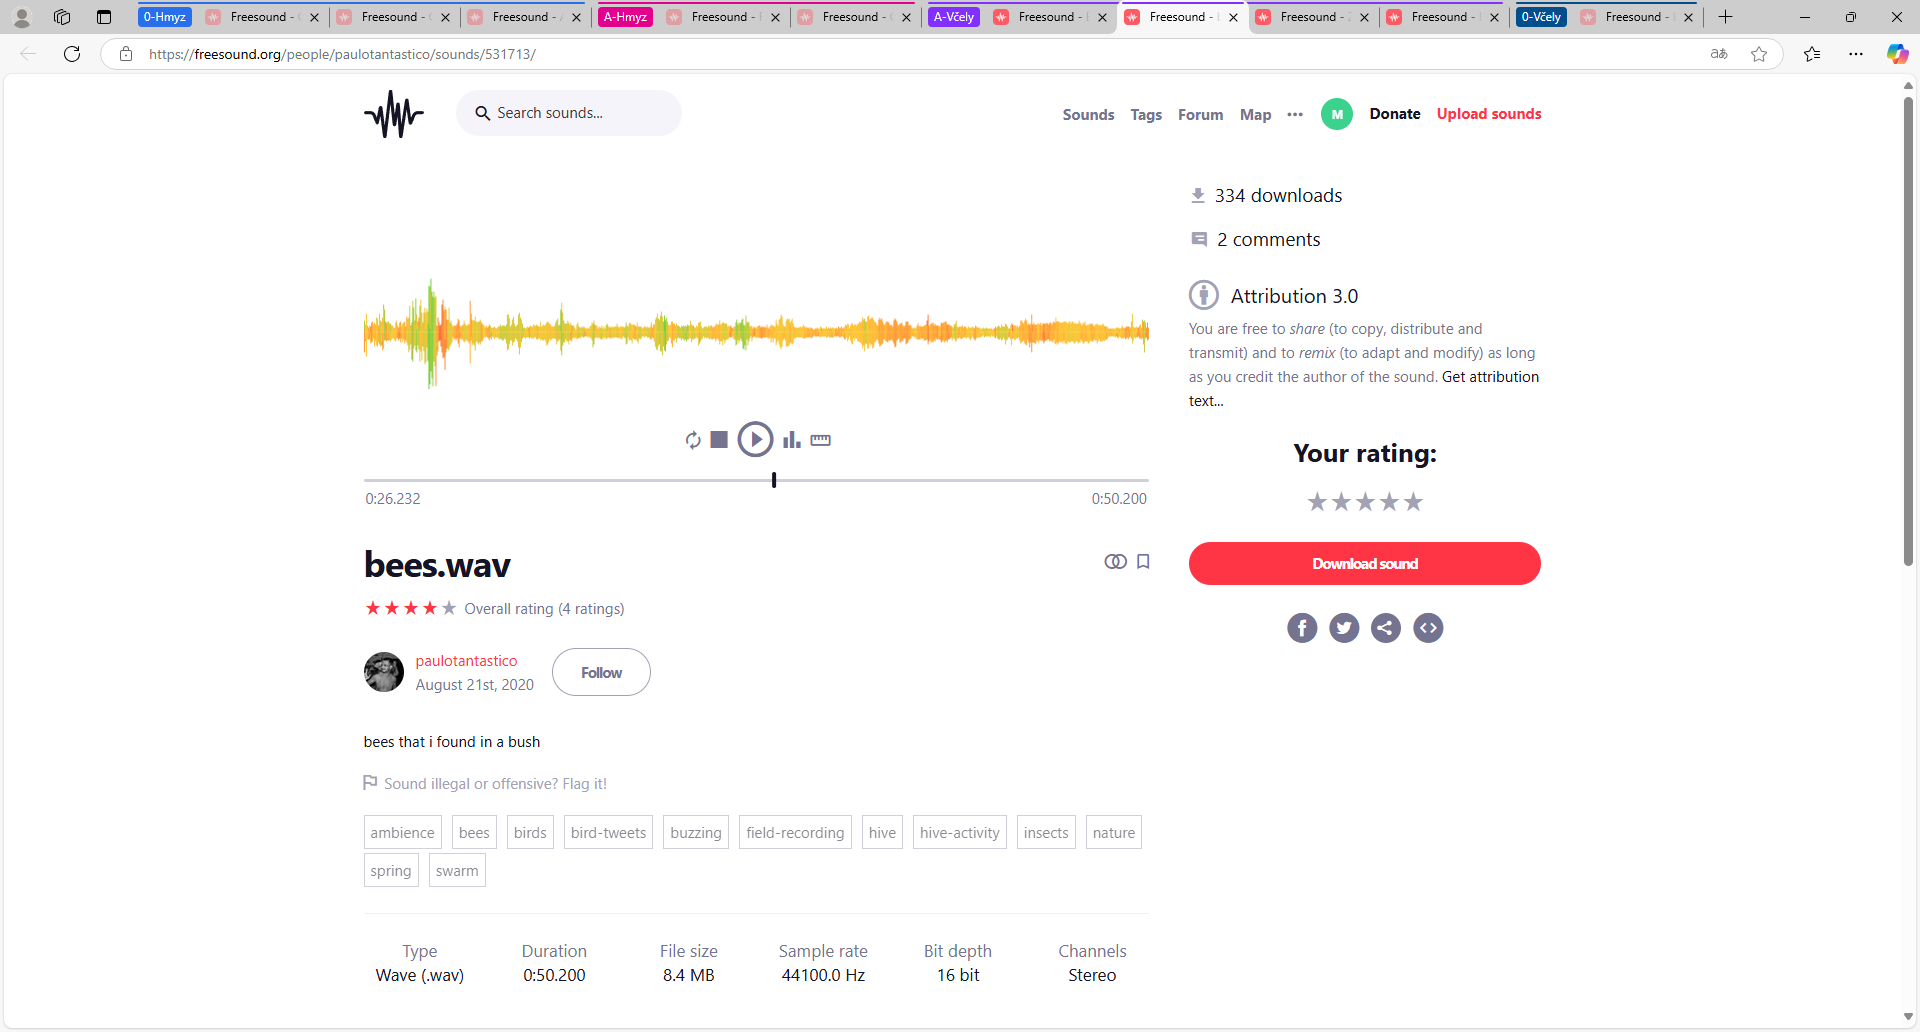 0-Hmyz
Freesound -
Freesound -
Freesound -
A-Hmyz
Freesound -
Freesound -
A-Včely
Freesound -
Freesound -
Freesound -
Freesound -
0-Včely
Freesound -
https://freesound.org/people/paulotantastico/sounds/531713/
Search sounds...
Sounds
Tags
Forum
Map
M
Donate
Upload sounds
334 downloads
2 comments
Attribution 3.0
You are free to share (to copy, distribute and
transmit) and to remix (to adapt and modify) as long
as you credit the author of the sound. Get attribution
text...
0:26.232
0:50.200
Your rating:
Download sound
bees.wav
Overall rating (4 ratings)
paulotantastico
August 21st, 2020
Follow
bees that i found in a bush
Sound illegal or offensive? Flag it!
ambience bees birds bird-tweets buzzing field-recording hive hive-activity insects nature
spring swarm
Type Duration File size Sample rate Bit depth Channels
Wave (.wav) 0:50.200 8.4 MB 44100.0 Hz 16 bit Stereo